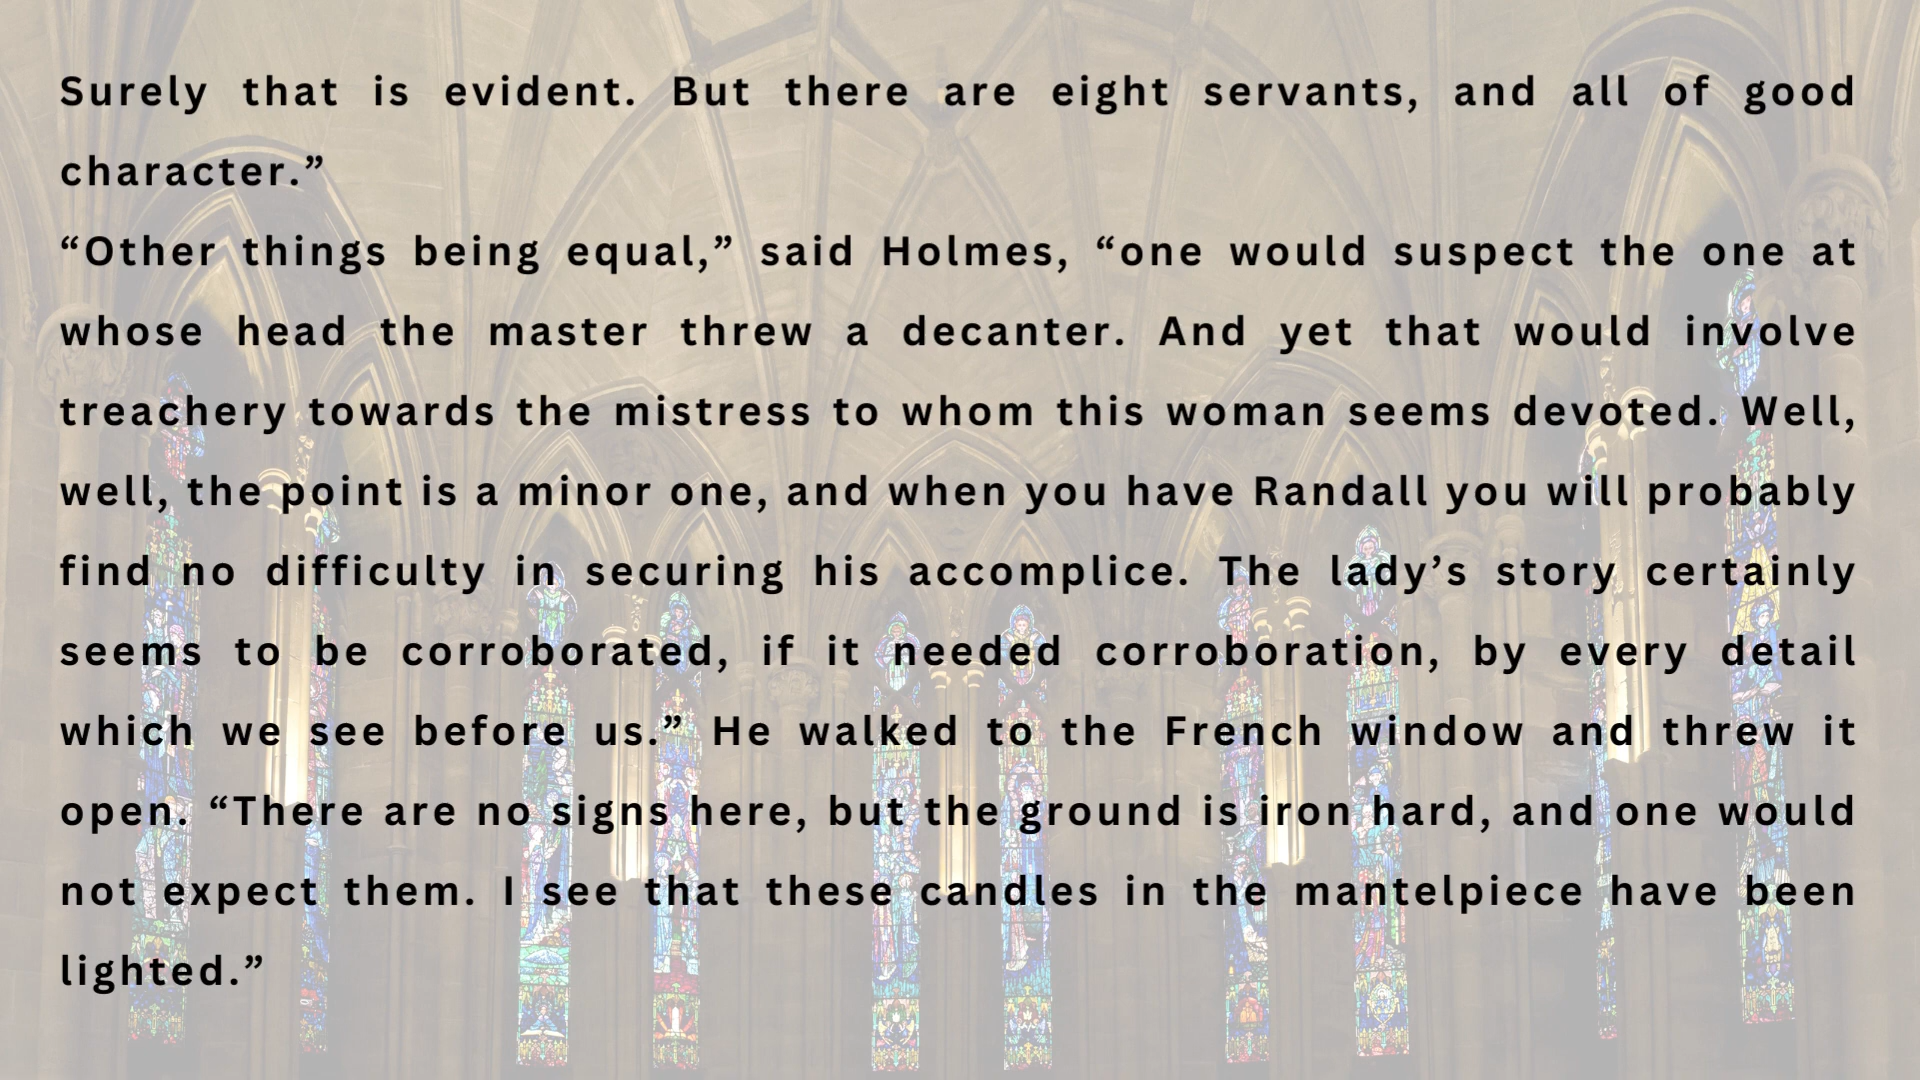 Surely that is evident. But there are eight servants, and all of good
character.”
“Other things being equal,” said Holmes, “one would suspect the one at
whose head the master threw a decanter. And yet that would involve
treachery towards the mistress to whom this woman seems devoted. Well,
well, the point is a minor one, and when you have Randall you will probably
find no difficulty in securing his accomplice. The lady’s story certainly
seems to be corroborated, if it needed corroboration, by every detail
which we see before us.” He walked to the French window and threw it
open. “There are no signs here, but the ground is iron hard, and one would
not expect them. I see that these candles in the mantelpiece have been
lighted.”